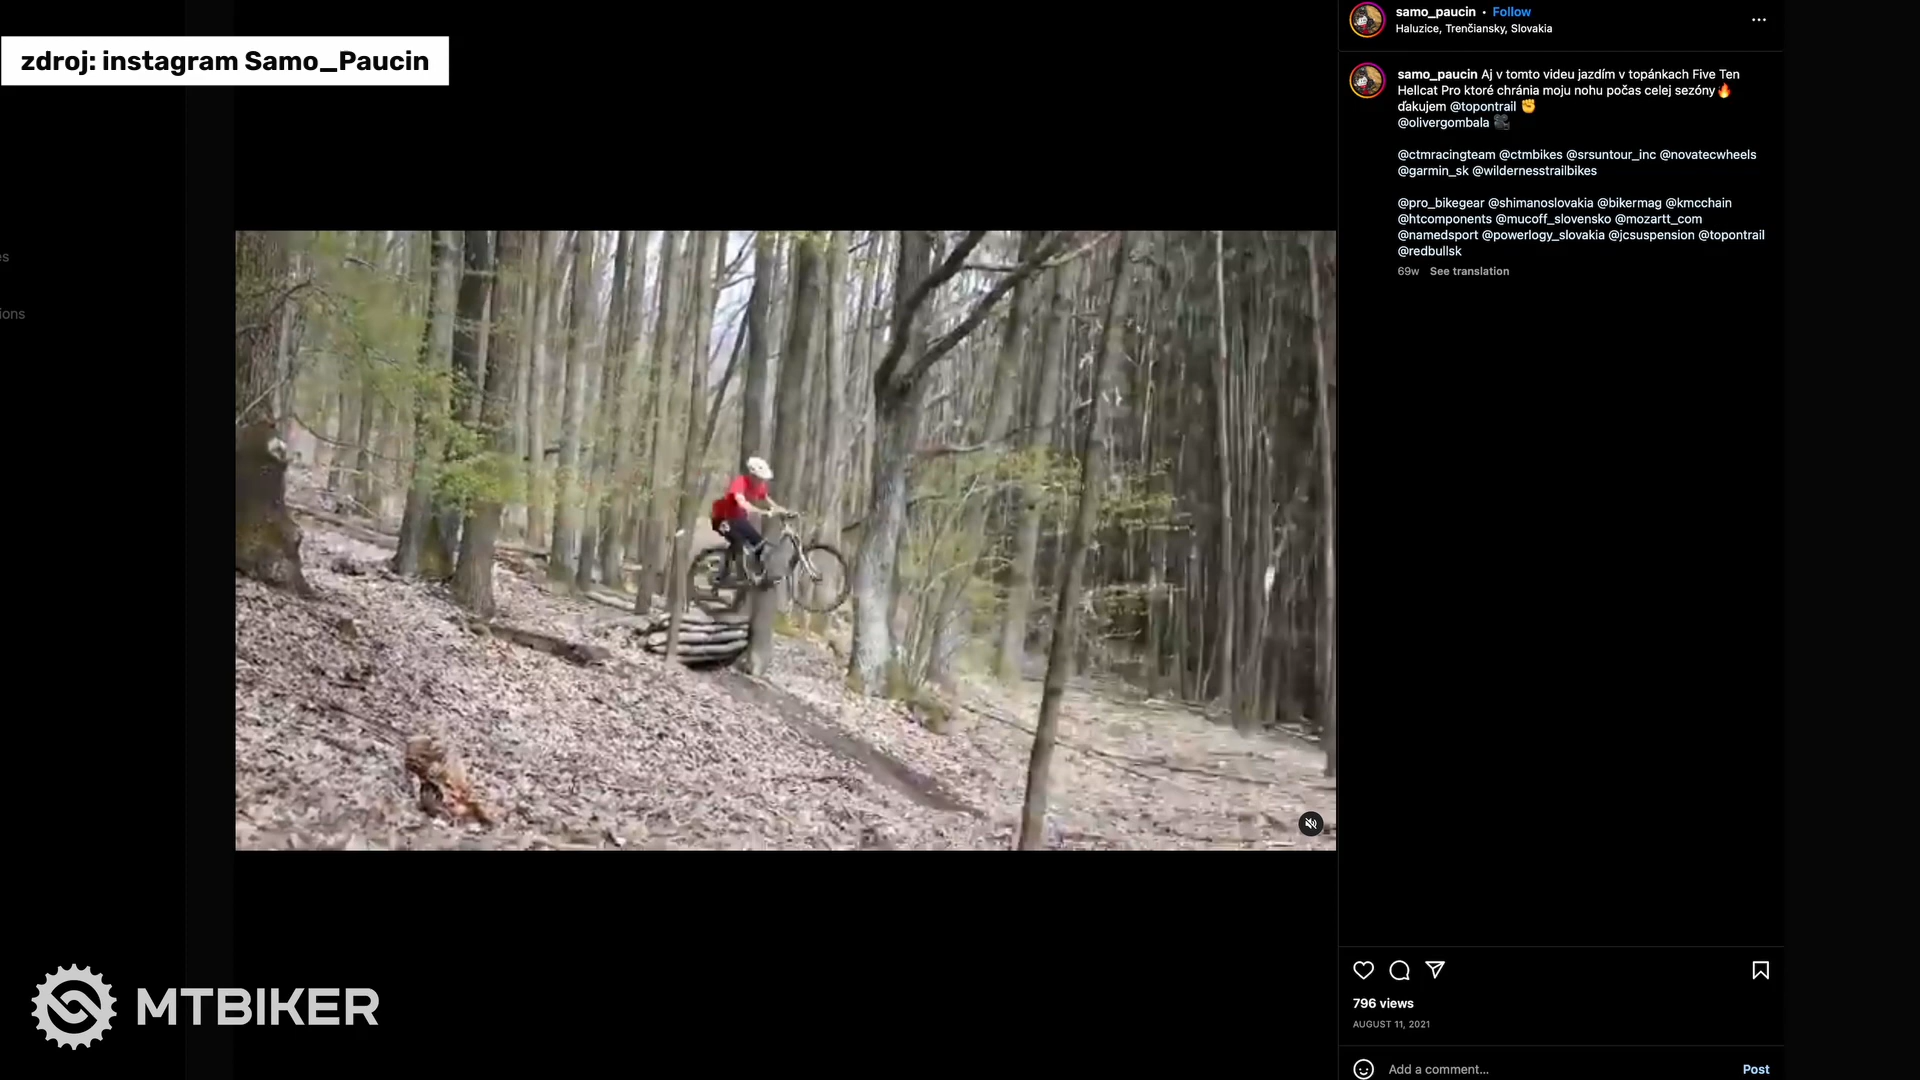 zdroj: instagram Samo_Paucin
samo_paucin • Follow
Haluzice, Trenčiansky, Slovakia
samo_paucin Aj v tomto videu jazdím v topánkach Five Ten
Hellcat Pro ktoré chránia moju nohu počas celej sezóny🔥
ďakujem @topontrail ✊
@olivergombala 🎥
@ctmracingteam @ctmbikes @srsuntour_inc @novatecwheels
@garmin_sk @wildernesstrailbikes
@pro_bikegear @shimanoslovakia @bikermag @kmcchain
@htcomponents @mucoff_slovensko @mozartt_com
@namedsport @powerlogy_slovakia @jcsuspension @topontrail
@redbullsk
69w See translation
796 views
AUGUST 11, 2021
Add a comment... Post
MTBIKER